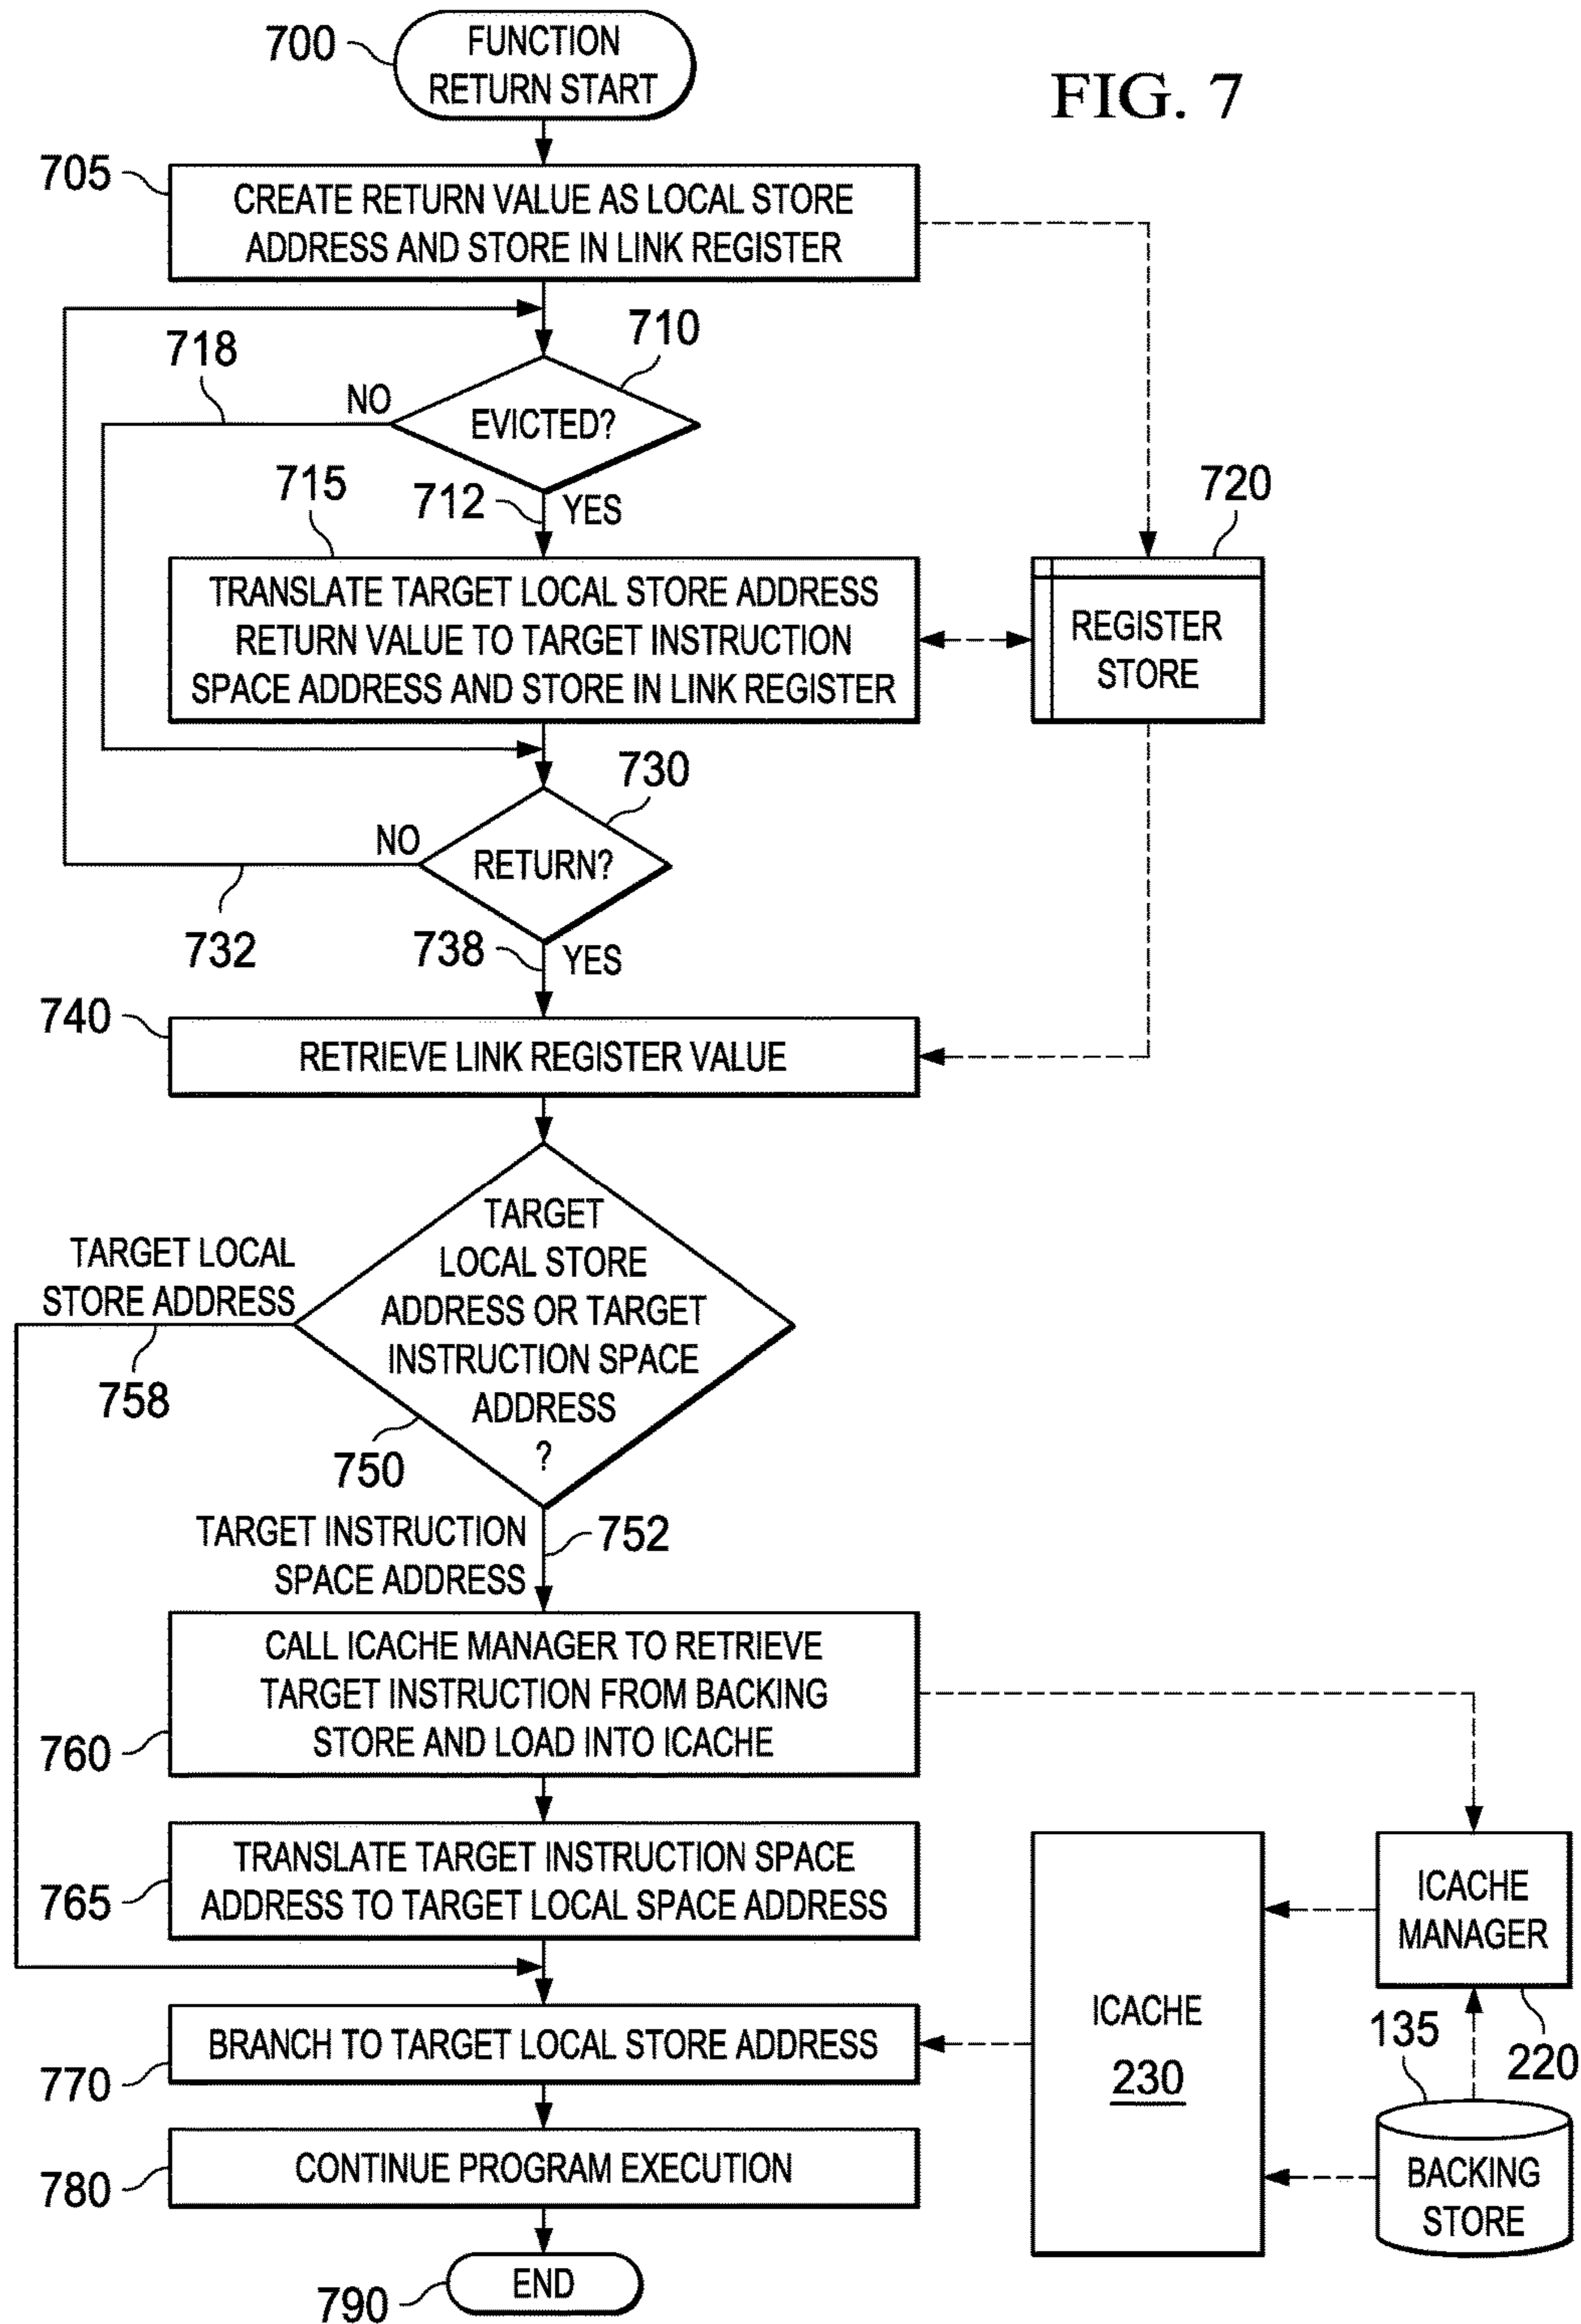 FIG. 7
700
FUNCTION
RETURN START
705
CREATE RETURN VALUE AS LOCAL STORE
ADDRESS AND STORE IN LINK REGISTER
718
710
NO
EVICTED?
715
712
YES
720
TRANSLATE TARGET LOCAL STORE ADDRESS
RETURN VALUE TO TARGET INSTRUCTION
SPACE ADDRESS AND STORE IN LINK REGISTER
REGISTER
STORE
730
NO
RETURN?
732
738
YES
740
RETRIEVE LINK REGISTER VALUE
TARGET
LOCAL STORE
ADDRESS OR TARGET
INSTRUCTION SPACE
ADDRESS
?
TARGET LOCAL
STORE ADDRESS
758
750
TARGET INSTRUCTION
SPACE ADDRESS
752
CALL ICACHE MANAGER TO RETRIEVE
TARGET INSTRUCTION FROM BACKING
STORE AND LOAD INTO ICACHE
760
TRANSLATE TARGET INSTRUCTION SPACE
ADDRESS TO TARGET LOCAL SPACE ADDRESS
765
ICACHE
MANAGER
220
ICACHE
230
135
BACKING
STORE
BRANCH TO TARGET LOCAL STORE ADDRESS
770
CONTINUE PROGRAM EXECUTION
780
END
790